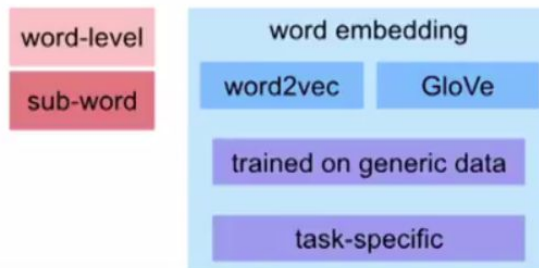 word-level
sub-word
word embedding
word2vec
GloVe
trained on generic data
task-specific